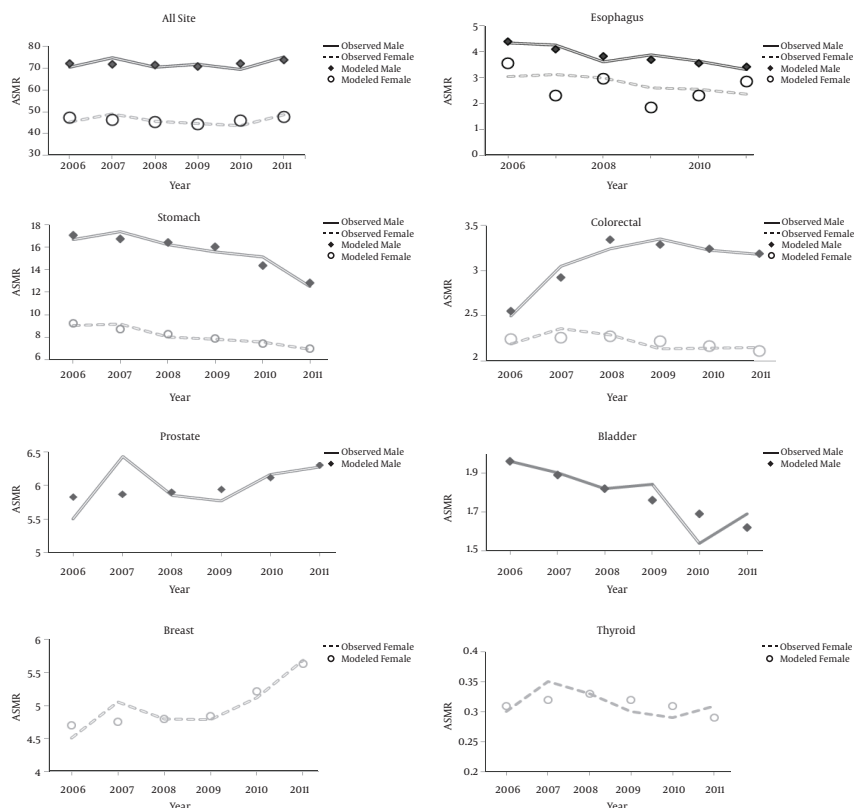 All Site
80
70
60
50
40
30
ASMR
2006 2007 2008 2009 2010 2011
Year
Observed Male
Observed Female
Modeled Male
Modeled Female
Esophagus
5
4
3
2
1
0
ASMR
2006 2008 2010
Year
Observed Male
Observed Female
Modeled Male
Modeled Female
Stomach
18
16
14
12
10
8
6
ASMR
2006 2007 2008 2009 2010 2011
Year
Observed Male
Observed Female
Modeled Male
Modeled Female
Colorectal
3.5
3
2.5
2
ASMR
2006 2007 2008 2009 2010 2011
Year
Observed Male
Observed Female
Modeled Male
Modeled Female
Prostate
6.5
6
5.5
5
ASMR
2006 2007 2008 2009 2010 2011
Year
Observed Male
Modeled Male
Bladder
1.9
1.7
1.5
ASMR
2006 2007 2008 2009 2010 2011
Year
Observed Male
Modeled Male
Breast
6
5.5
5
4.5
4
ASMR
2006 2007 2008 2009 2010 2011
Year
Observed Female
Modeled Female
Thyroid
0.4
0.35
0.3
0.25
0.2
ASMR
2006 2007 2008 2009 2010 2011
Year
Observed Female
Modeled Female